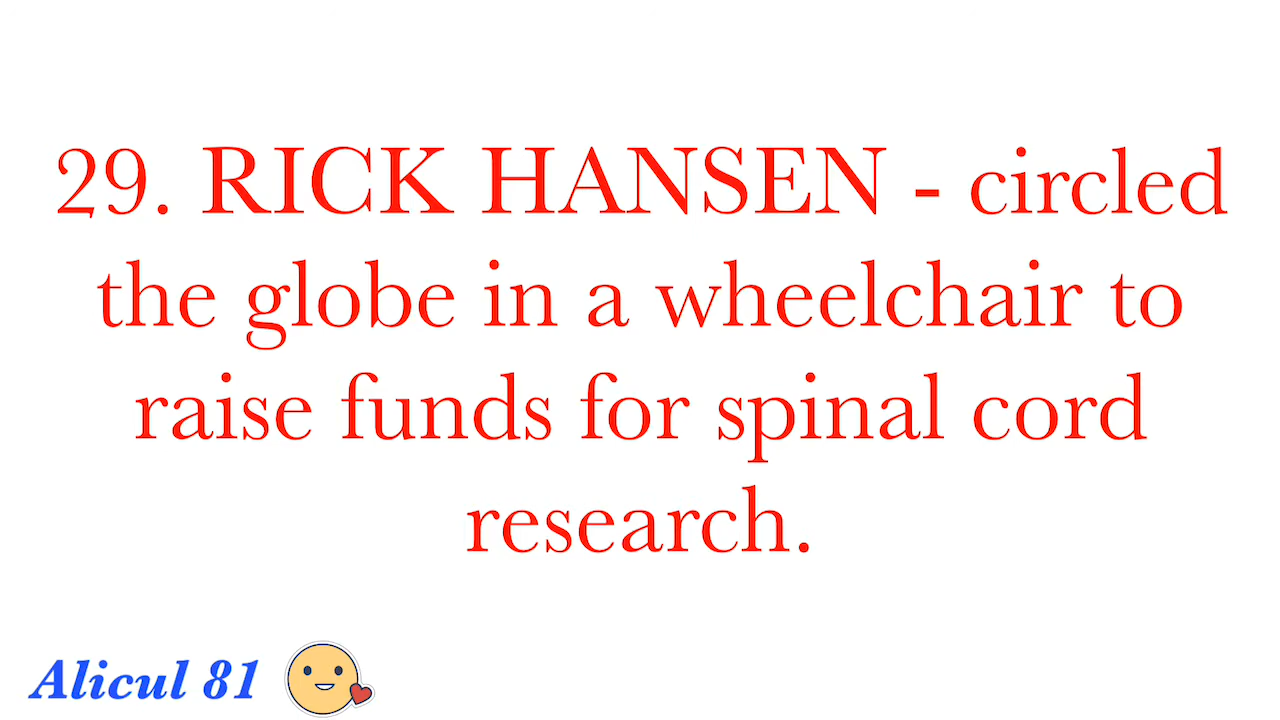 29. RICK HANSEN - circled
the globe in a wheelchair to
raise funds for spinal cord
research.
Alicul 81